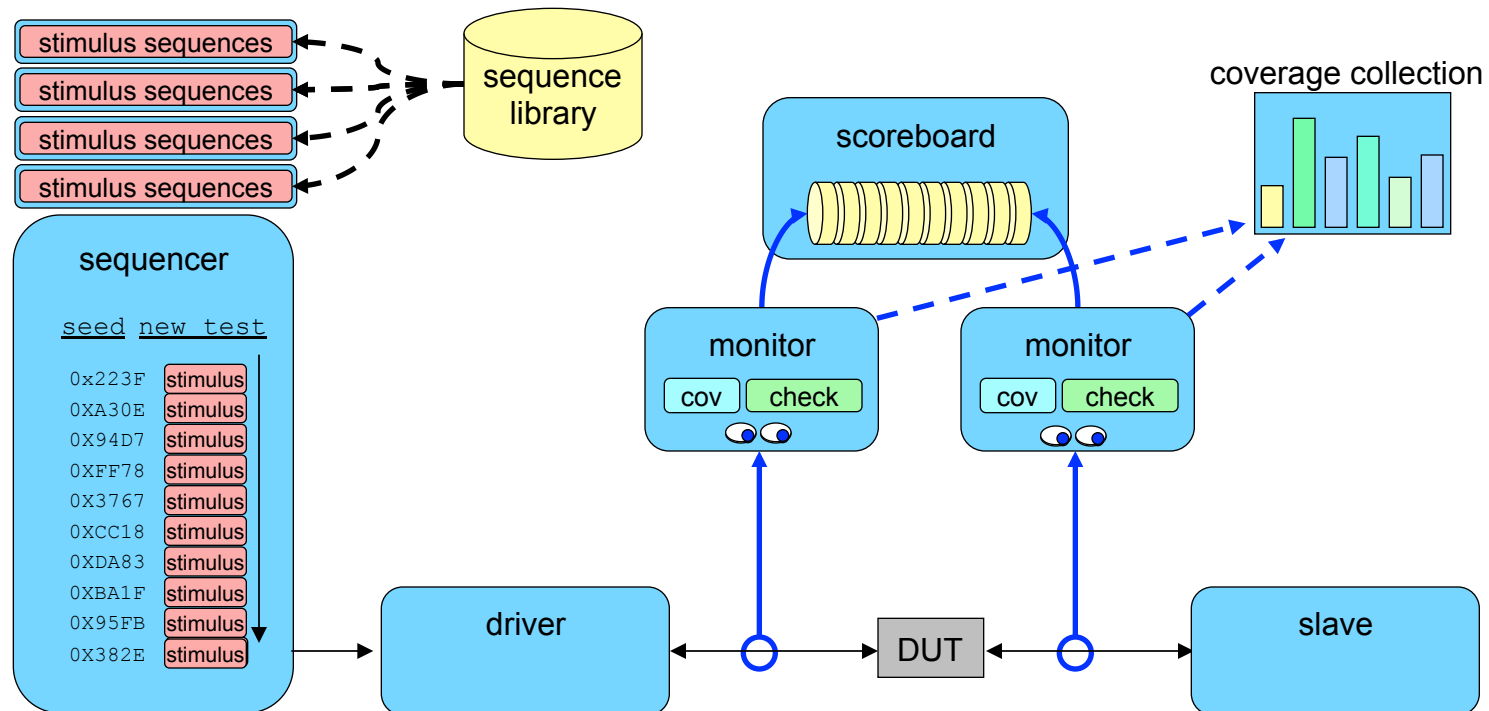 stimulus sequences
stimulus sequences
stimulus sequences
stimulus sequences
sequence
library
coverage collection
scoreboard
sequencer
seed new test
0x223F stimulus
0XA30E stimulus
0X94D7 stimulus
0XFF78 stimulus
0X3767 stimulus
0XCC18 stimulus
0XDA83 stimulus
0XBA1F stimulus
0X95FB stimulus
0X382E stimulus
monitor
cov check
monitor
cov check
driver
DUT
slave